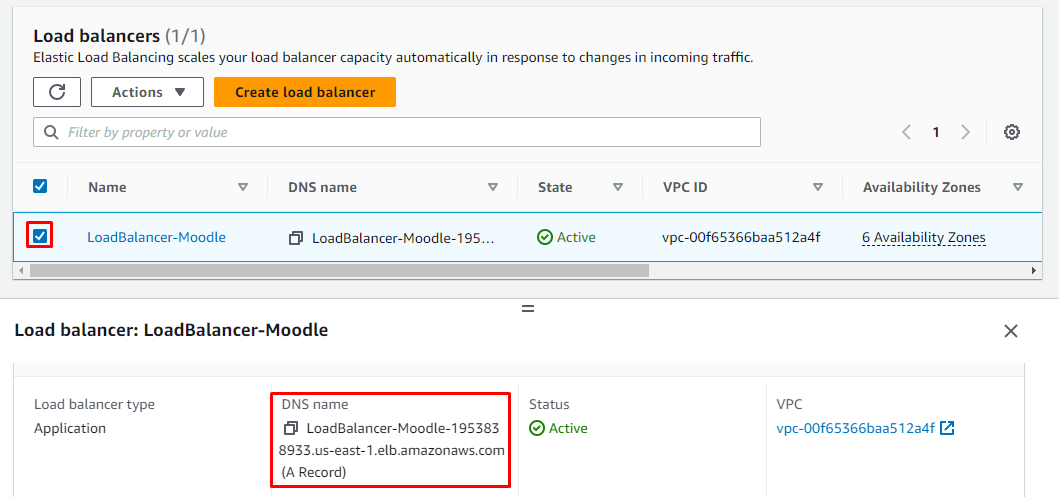 Load balancers (1/1)
Elastic Load Balancing scales your load balancer capacity automatically in response to changes in incoming traffic.
Actions
Create load balancer
Filter by property or value
1
Name DNS name State VPC ID Availability Zones
LoadBalancer-Moodle LoadBalancer-Moodle-195... Active vpc-00f65366baa512a4f 6 Availability Zones
Load balancer: LoadBalancer-Moodle
Load balancer type
Application
DNS name
LoadBalancer-Moodle-195383
8933.us-east-1.elb.amazonaws.com
(A Record)
Status
Active
VPC
vpc-00f65366baa512a4f